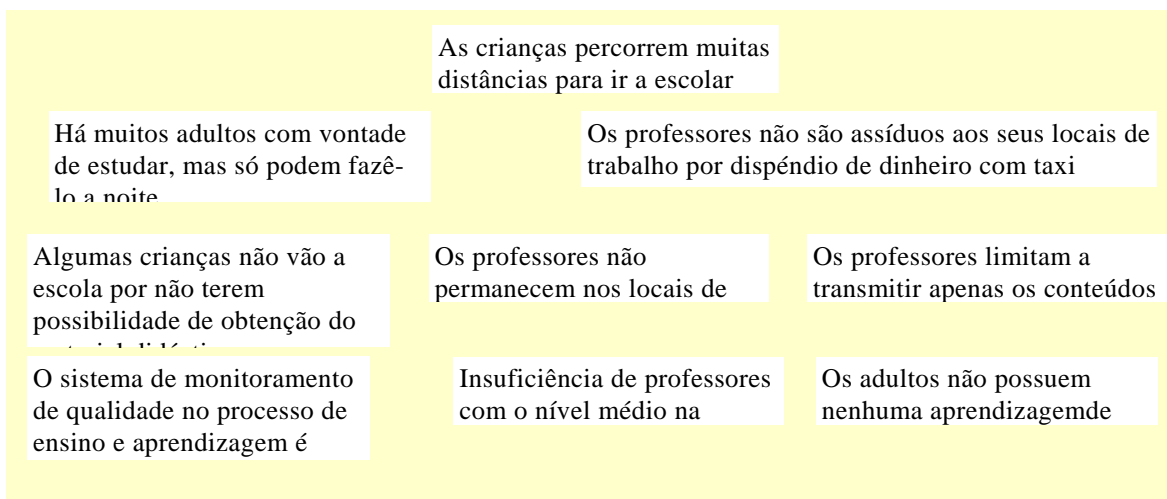 As crianças percorrem muitas
distâncias para ir a escolar
Há muitos adultos com vontade
de estudar, mas só podem fazê-
lo a noite
Os professores não são assíduos aos seus locais de
trabalho por dispéndio de dinheiro com taxi
Algumas crianças não vão a
escola por não terem
possibilidade de obtenção do
Os professores não
permanecem nos locais de
Os professores limitam a
transmitir apenas os conteúdos
O sistema de monitoramento
de qualidade no processo de
ensino e aprendizagem é
Insuficiência de professores
com o nível médio na
Os adultos não possuem
nenhuma aprendizagemde